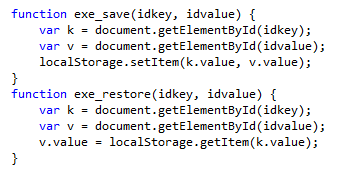 function exe_save(idkey, idvalue) {
    var k = document.getElementById(idkey);
    var v = document.getElementById(idvalue);
    localStorage.setItem(k.value, v.value);
}
function exe_restore(idkey, idvalue) {
    var k = document.getElementById(idkey);
    var v = document.getElementById(idvalue);
    v.value = localStorage.getItem(k.value);
}